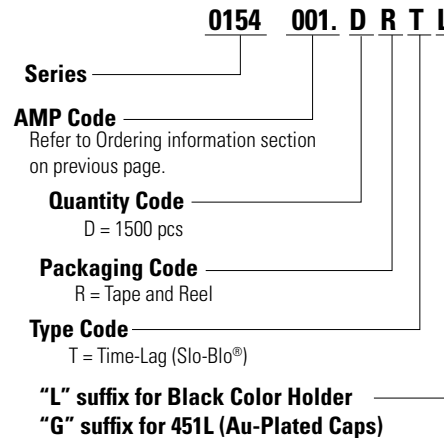 0154 001. D R T L
Series
AMP Code
Refer to Ordering information section
on previous page.
Quantity Code
D = 1500 pcs
Packaging Code
R = Tape and Reel
Type Code
T = Time-Lag (Slo-Blo®)
“L” suffix for Black Color Holder
“G” suffix for 451L (Au-Plated Caps)